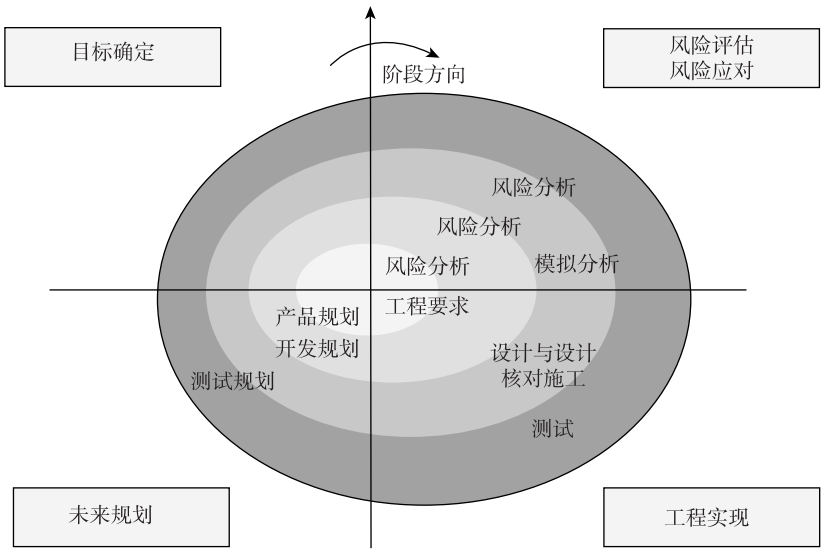 目标确定
风险评估
风险应对
阶段方向
风险分析
风险分析
风险分析
模拟分析
工程要求
产品规划
开发规划
设计与设计
核对施工
测试规划
测试
未来规划
工程实现